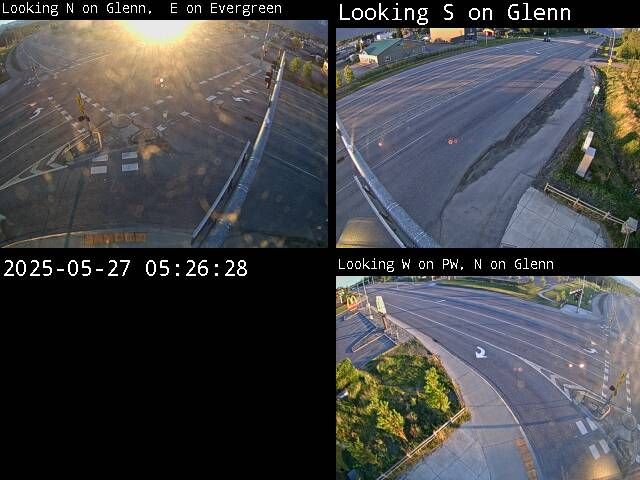 Looking N on Glenn,  E on Evergreen
Looking S on Glenn
2025-05-27 05:26:28
Looking W on PW, N on Glenn